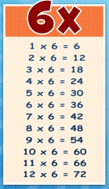 6x
1 x 6 = 6
2 x 6 = 12
3 x 6 = 18
4 x 6 = 24
5 x 6 = 30
6 x 6 = 36
7 x 6 = 42
8 x 6 = 48
9 x 6 = 54
10 x 6 = 60
11 x 6 = 66
12 x 6 = 72